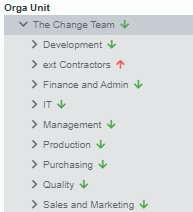 Orga Unit
The Change Team
Development
ext Contractors
Finance and Admin
IT
Management
Production
Purchasing
Quality
Sales and Marketing